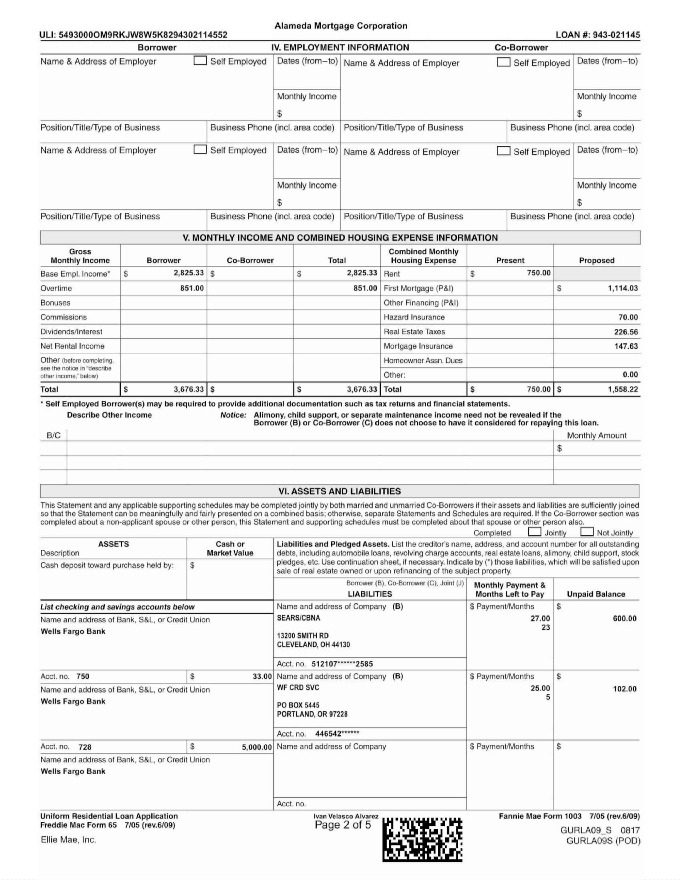 Alameda Mortgage Corporation
ULI: 5493000OM9RKJW8W5K8294302114552 LOAN #: 943-021145
Borrower IV. EMPLOYMENT INFORMATION Co-Borrower
Name & Address of Employer Self Employed Dates (from–to) Name & Address of Employer Self Employed Dates (from–to)
Monthly Income Monthly Income
$ $
Position/Title/Type of Business Business Phone (incl. area code) Position/Title/Type of Business Business Phone (incl. area code)
Name & Address of Employer Self Employed Dates (from–to) Name & Address of Employer Self Employed Dates (from–to)
Monthly Income Monthly Income
$ $
Position/Title/Type of Business Business Phone (incl. area code) Position/Title/Type of Business Business Phone (incl. area code)
V. MONTHLY INCOME AND COMBINED HOUSING EXPENSE INFORMATION
Gross Monthly Income Borrower Co-Borrower Total Combined Monthly Housing Expense Present Proposed
Base Empl. Income* $ 2,825.33 $ $ 2,825.33 Rent $ 750.00
Overtime 851.00 851.00 First Mortgage (P&I) $ 1,114.03
Bonuses Other Financing (P&I)
Commissions Hazard Insurance 70.00
Dividends/Interest Real Estate Taxes 226.56
Net Rental Income Mortgage Insurance 147.63
Other (before completing, Homeowner Assn. Dues
see the notice in "describe
other income," below) Other: 0.00
Total $ 3,676.33 $ $ 3,676.33 Total $ 750.00 $ 1,558.22
* Self Employed Borrower(s) may be required to provide additional documentation such as tax returns and financial statements.
Describe Other Income Notice: Alimony, child support, or separate maintenance income need not be revealed if the
Borrower (B) or Co-Borrower (C) does not choose to have it considered for repaying this loan.
B/C Monthly Amount
$
VI. ASSETS AND LIABILITIES
This Statement and any applicable supporting schedules may be completed jointly by both married and unmarried Co-Borrowers if their assets and liabilities are sufficiently joined
so that the Statement can be meaningfully and fairly presented on a combined basis; otherwise, separate Statements and Schedules are required. If the Co-Borrower section was
completed about a non-applicant spouse or other person, this Statement and supporting schedules must be completed about that spouse or other person also.
Completed Jointly Not Jointly
ASSETS
Description
Cash or
Market Value
Liabilities and Pledged Assets. List the creditor's name, address, and account number for all outstanding
debts, including automobile loans, revolving charge accounts, real estate loans, alimony, child support, stock
pledges, etc. Use continuation sheet, if necessary. Indicate by (*) those liabilities, which will be satisfied upon
sale of real estate owned or upon refinancing of the subject property.
Cash deposit toward purchase held by: $
Borrower (B), Co-Borrower (C), Joint (J)
LIABILITIES
Monthly Payment &
Months Left to Pay
Unpaid Balance
List checking and savings accounts below
Name and address of Company (B) $ Payment/Months $
Name and address of Bank, S&L, or Credit Union
Wells Fargo Bank
SEARS/CBNA 27.00 600.00
23
13200 SMITH RD
CLEVELAND, OH 44130
Acct. no. 512107******2585
Acct. no. 750 $ 33.00 Name and address of Company (B) $ Payment/Months $
Name and address of Bank, S&L, or Credit Union
Wells Fargo Bank
WF CRD SVC 25.00 102.00
5
PO BOX 5445
PORTLAND, OR 97228
Acct. no. 446542******
Acct. no. 728 $ 5,000.00 Name and address of Company $ Payment/Months $
Name and address of Bank, S&L, or Credit Union
Wells Fargo Bank
Acct. no.
Uniform Residential Loan Application Ivan Velasco Alvarez Fannie Mae Form 1003 7/05 (rev.6/09)
Freddie Mac Form 65 7/05 (rev.6/09) Page 2 of 5
GURLA09_S 0817
Ellie Mae, Inc. GURLA09S (POD)